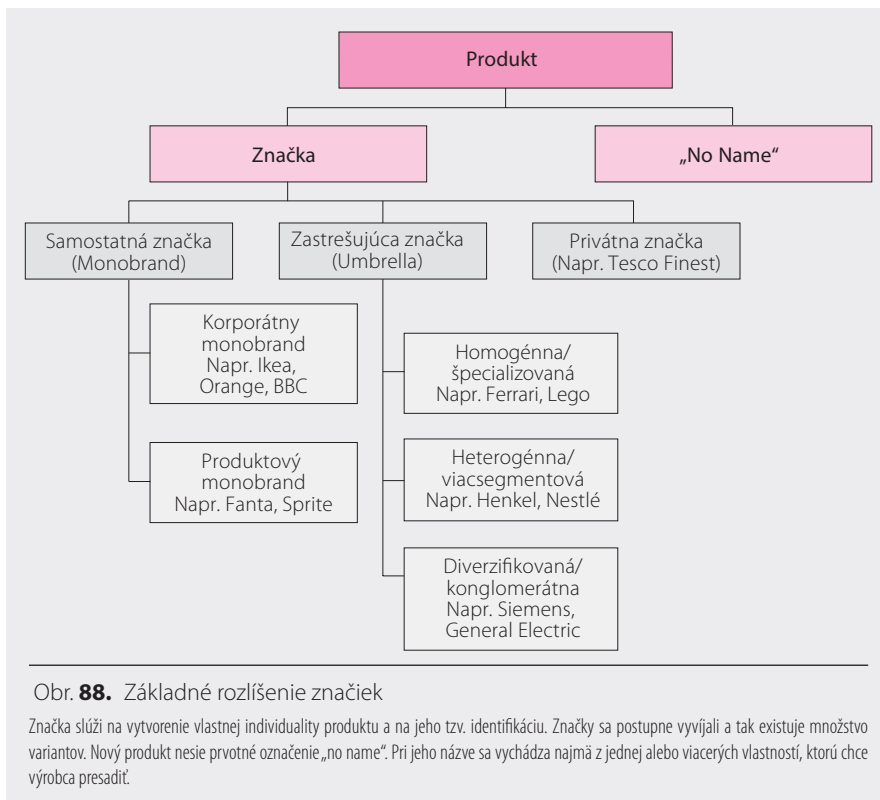 Produkt
Značka
„No Name“
Samostatná značka
(Monobrand)
Zastrešujúca značka
(Umbrella)
Privátna značka
(Napr. Tesco Finest)
Korporátny
monobrand
Napr. Ikea,
Orange, BBC
Produktový
monobrand
Napr. Fanta, Sprite
Homogénna/
špecializovaná
Napr. Ferrari, Lego
Heterogénna/
viacsegmentová
Napr. Henkel, Nestlé
Diverzifikovaná/
konglomerátna
Napr. Siemens,
General Electric
Obr. 88. Základné rozlíšenie značiek
Značka slúži na vytvorenie vlastnej individuality produktu a na jeho tzv. identifikáciu. Značky sa postupne vyvíjali a tak existuje množstvo
variantov. Nový produkt nesie prvotné označenie „no name“. Pri jeho názve sa vychádza najmä z jednej alebo viacerých vlastností, ktorú chce
výrobca presadiť.